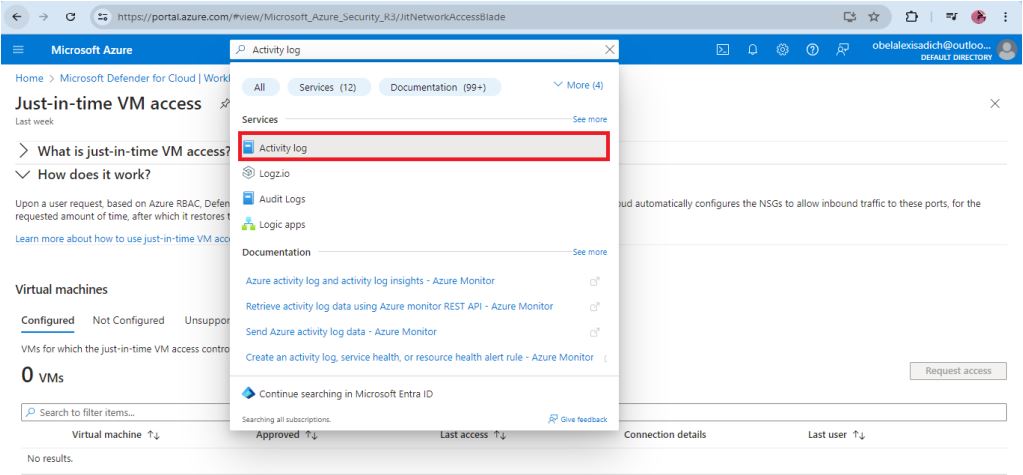 https://portal.azure.com/#view/Microsoft_Azure_Security_R3/JitNetworkAccessBlade
Microsoft Azure
Activity log
obelalexisadich@outloo...
DEFAULT DIRECTORY
Home > Microsoft Defender for Cloud | Workl
All
Services (12)
Documentation (99+)
More (4)
Just-in-time VM access
Last week
Services
See more
What is just-in-time VM access?
Activity log
How does it work?
Logz.io
Upon a user request, based on Azure RBAC, Defen
Audit Logs
oud automatically configures the NSGs to allow inbound traffic to these ports, for the
requested amount of time, after which it restores t
Logic apps
Learn more about how to use just-in-time VM acc
Documentation
See more
Azure activity log and activity log insights - Azure Monitor
Virtual machines
Retrieve activity log data using Azure monitor REST API - Azure Monitor
Configured
Not Configured
Unsuppor
Send Azure activity log data - Azure Monitor
VMs for which the just-in-time VM access contro
Create an activity log, service health, or resource health alert rule - Azure Monitor
0 VMs
Request access
Continue searching in Microsoft Entra ID
Search to filter items...
Searching all subscriptions.
Give feedback
Virtual machine ↑↓
Approved ↑↓
Last access ↑↓
Connection details
Last user ↑↓
No results.